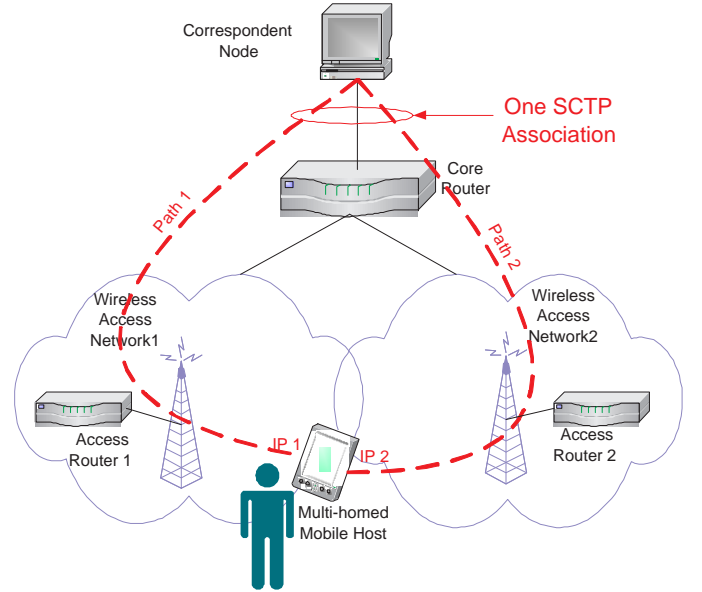 Correspondent
Node
One SCTP
Association
Core
Router
Path 1
Path 2
Wireless
Access
Network1
Wireless
Access
Network2
Access
Router 1
IP 1
IP 2
Access
Router 2
Multi-homed
Mobile Host